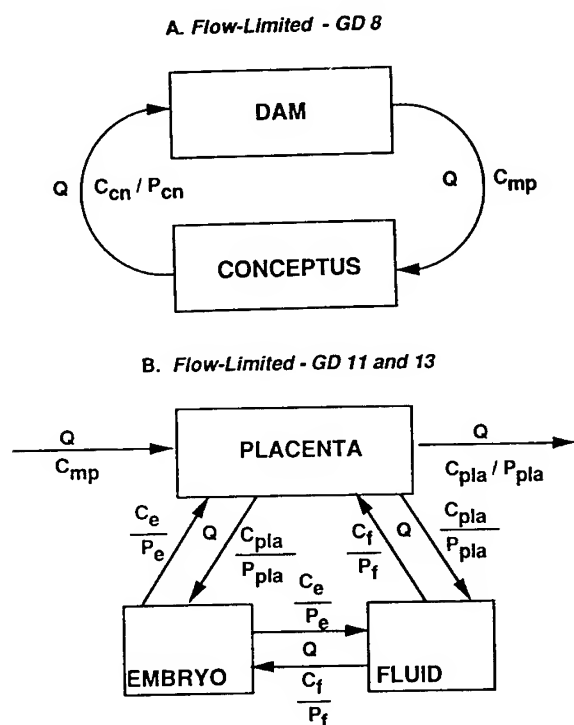 A. Flow-Limited - GD 8
DAM
Q
Ccn / Pcn
Q
Cmp
CONCEPTUS
B. Flow-Limited - GD 11 and 13
Q
Cmp
PLACENTA
Q
Cpla / Ppla
Ce
Pe
Q
Cpla
Ppla
Cf
Pf
Q
Cpla
Ppla
Ce
Pe
Q
Cf
Pf
EMBRYO
FLUID